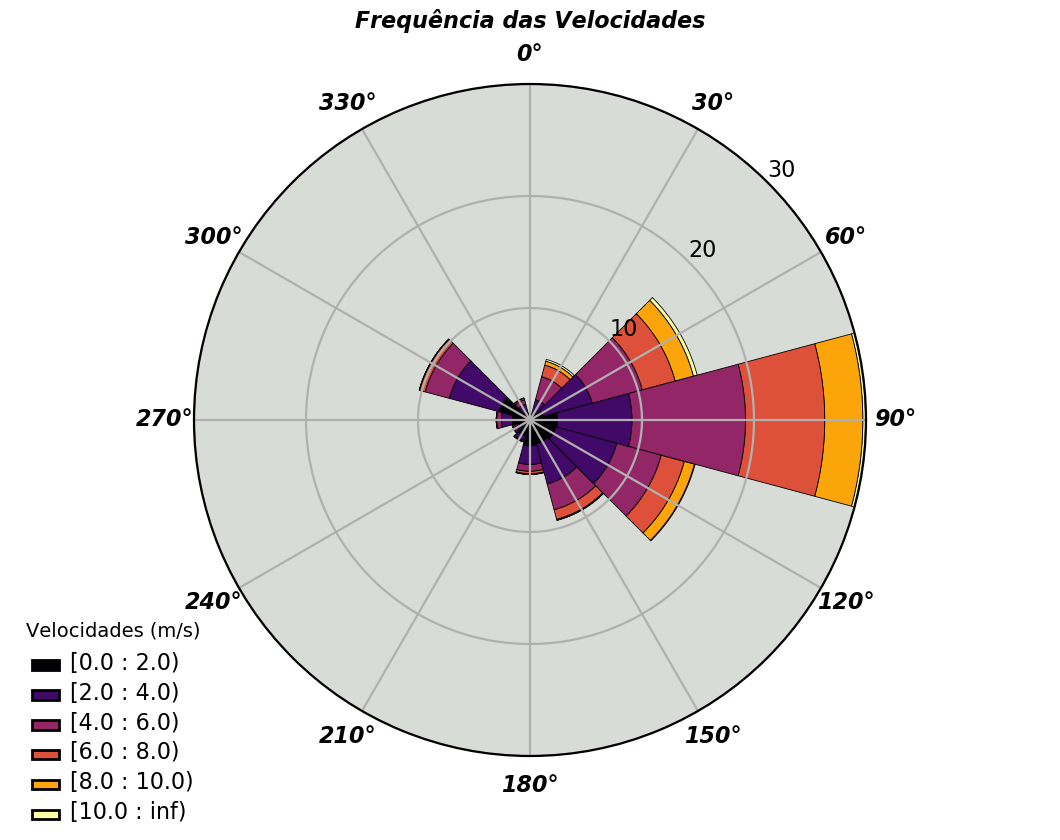 Frequência das Velocidades
0°
330°
30°
30
300°
60°
20
10
270°
90°
240°
120°
210°
150°
180°
Velocidades (m/s)
[0.0 : 2.0)
[2.0 : 4.0)
[4.0 : 6.0)
[6.0 : 8.0)
[8.0 : 10.0)
[10.0 : inf)